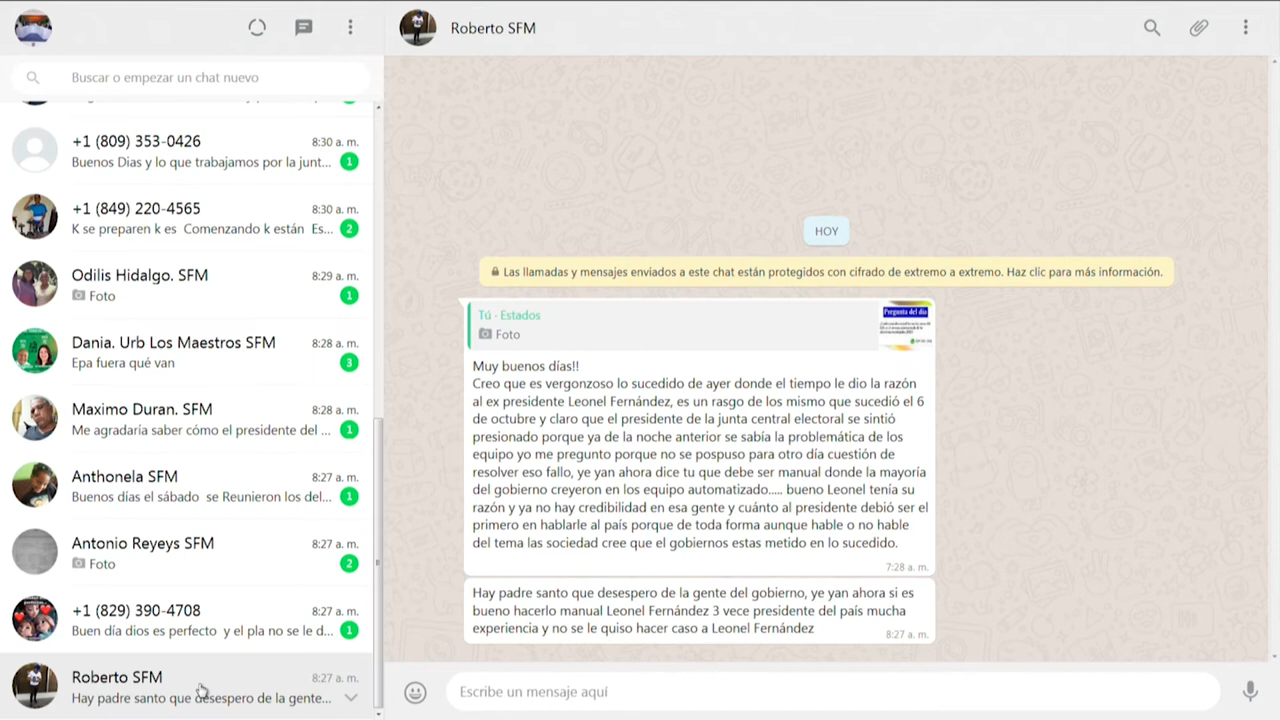 Roberto SFM
Buscar o empezar un chat nuevo
+1 (809) 353-0426
8:30 a. m.
Buenos Dias y lo que trabajamos por la junt...
1
+1 (849) 220-4565
8:30 a. m.
K se preparen k es Comenzando k están Es...
2
Odilis Hidalgo. SFM
8:29 a. m.
Foto
1
Dania. Urb Los Maestros SFM
8:28 a. m.
Epa fuera qué van
3
Maximo Duran. SFM
8:28 a. m.
Me agradaría saber cómo el presidente del ...
1
Anthonela SFM
8:27 a. m.
Buenos días el sábado se Reunieron los del...
1
Antonio Reyeys SFM
8:27 a. m.
Foto
2
+1 (829) 390-4708
8:27 a. m.
Buen día dios es perfecto y el pla no se le d...
1
Roberto SFM
8:27 a. m.
Hay padre santo que desespero de la gente...
HOY
Las llamadas y mensajes enviados a este chat están protegidos con cifrado de extremo a extremo. Haz clic para más información.
Tú · Estados
Foto
Pregunta del día
Muy buenos días!!
Creo que es vergonzoso lo sucedido de ayer donde el tiempo le dio la razón
al ex presidente Leonel Fernández, es un rasgo de los mismo que sucedió el 6
de octubre y claro que el presidente de la junta central electoral se sintió
presionado porque ya de la noche anterior se sabía la problemática de los
equipo yo me pregunto porque no se pospuso para otro día cuestión de
resolver eso fallo, ye yan ahora dice tu que debe ser manual donde la mayoría
del gobierno creyeron en los equipo automatizado..... bueno Leonel tenía su
razón y ya no hay credibilidad en esa gente y cuánto al presidente debió ser el
primero en hablarle al país porque de toda forma aunque hable o no hable
del tema las sociedad cree que el gobiernos estas metido en lo sucedido.
7:28 a. m.
Hay padre santo que desespero de la gente del gobierno, ye yan ahora si es
bueno hacerlo manual Leonel Fernández 3 vece presidente del país mucha
experiencia y no se le quiso hacer caso a Leonel Fernández
8:27 a. m.
Escribe un mensaje aquí